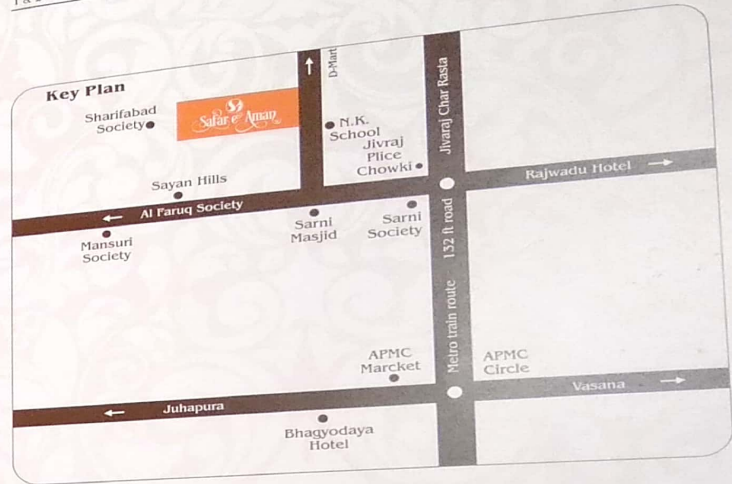 Key Plan
Sharifabad
Society
Safar e Aman
D-Mart
N.K.
School
Jivraj
Plice
Chowki
Jivaraj Char Rasta
Rajwadu Hotel
Sayan Hills
Al Faruq Society
Mansuri
Society
Sarni
Masjid
Sarni
Society
132 ft road
Metro train route
APMC
Marcket
APMC
Circle
Vasana
Juhapura
Bhagyodaya
Hotel